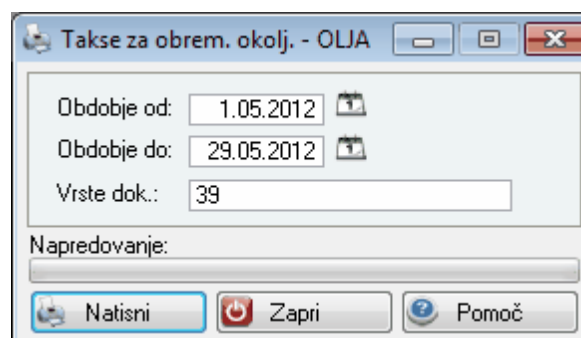 Takse za obrem. okolj. - OLJA
Obdobje od: 1.05.2012
Obdobje do: 29.05.2012
Vrste dok.: 39
Napredovanje:
Natisni Zapri Pomoč